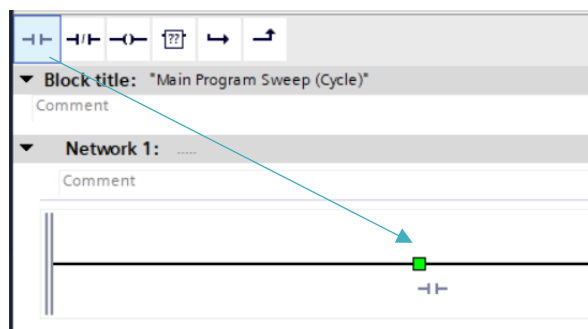 ??
Block title: "Main Program Sweep (Cycle)"
Comment
Network 1: .....
Comment